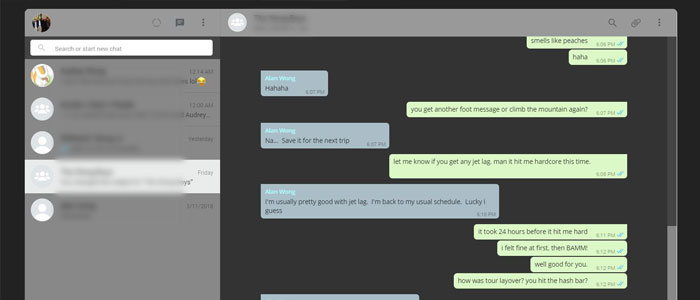 Search or start new chat
12:14 AM
lol
12:00 AM
Audrey...
Yesterday
Friday
3/11/2018
smells like peaches
6:06 PM
haha
6:06 PM
Alan Wong
Hahaha
6:07 PM
you get another foot message or climb the mountain again?
6:07 PM
Alan Wong
Na... Save it for the next trip
6:07 PM
let me know if you get any jet lag. man it hit me hardcore this time.
6:08 PM
Alan Wong
I'm usually pretty good with jet lag. I'm back to my usual schedule. Lucky i
guess
6:10 PM
it took 24 hours before it hit me hard
6:11 PM
i felt fine at first, then BAMM!
6:12 PM
well good for you.
6:12 PM
how was tour layover? you hit the hash bar?
6:12 PM